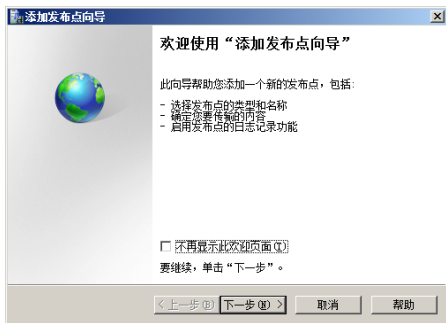 添加发布点向导
欢迎使用“添加发布点向导”
此向导帮助您添加一个新的发布点，包括：
- 选择发布点的类型和名称
- 确定您要传输的内容
- 启用发布点的日志记录功能
不再显示此欢迎页面(T)
要继续，单击“下一步”。
< 上一步(B) 下一步(N) > 取消 帮助